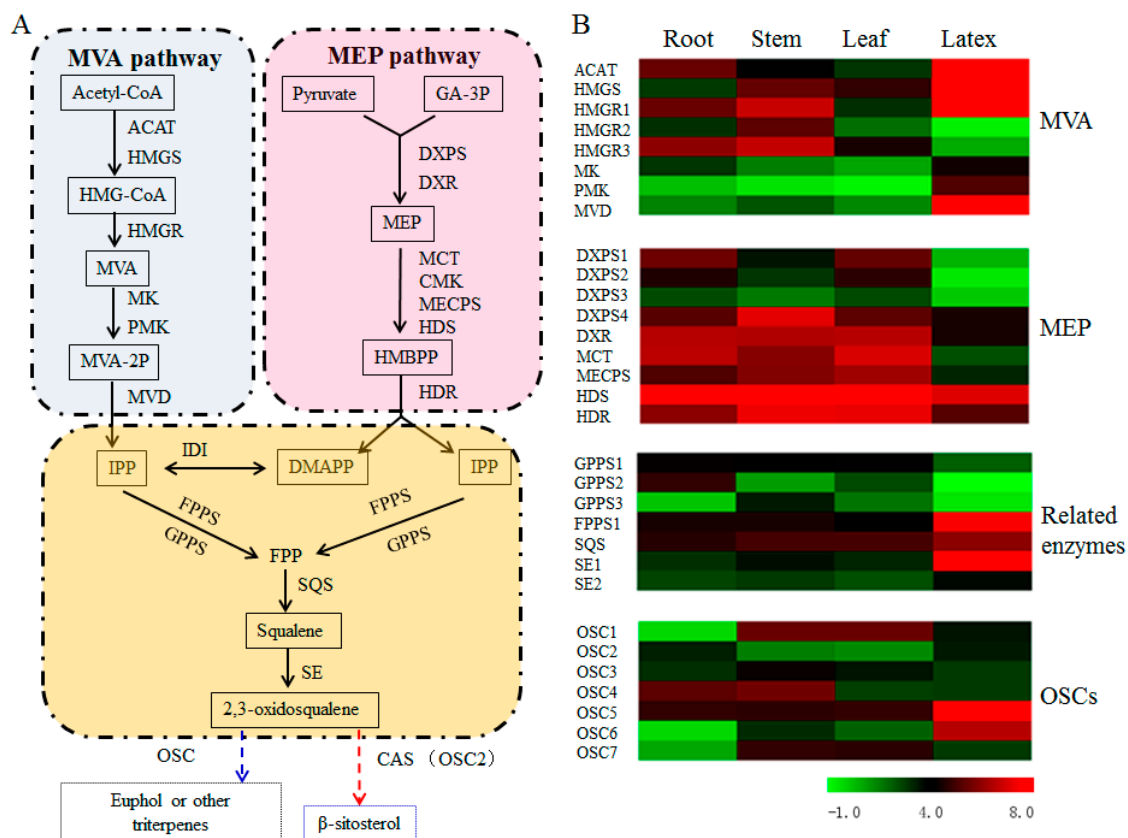 A
MVA pathway
Acetyl-CoA
ACAT
HMGS
HMG-CoA
HMGR
MVA
MK
PMK
MVA-2P
MVD
MEP pathway
Pyruvate
GA-3P
DXPS
DXR
MEP
MCT
CMK
MECPS
HDS
HMBPP
HDR
IPP
IDI
DMAPP
IPP
FPPS
GPPS
FPPS
GPPS
FPP
SQS
Squalene
SE
2,3-oxidosqualene
OSC
CAS （OSC2）
Euphol or other
triterpenes
β-sitosterol
B
Root Stem Leaf Latex
ACAT
HMGS
HMGR1
HMGR2
HMGR3
MK
PMK
MVD
MVA
DXPS1
DXPS2
DXPS3
DXPS4
DXR
MCT
MECPS
HDS
HDR
MEP
GPPS1
GPPS2
GPPS3
FPPS1
SQS
SE1
SE2
Related
enzymes
OSC1
OSC2
OSC3
OSC4
OSC5
OSC6
OSC7
OSCs
-1.0 4.0 8.0